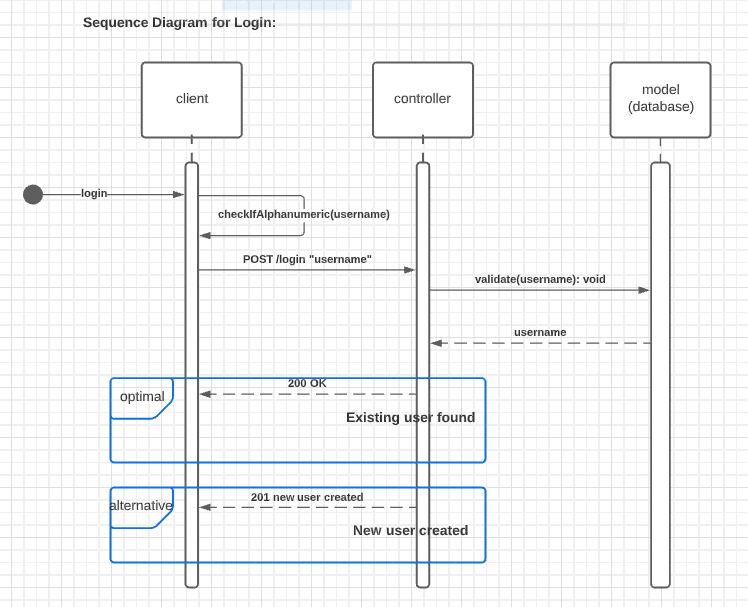 Sequence Diagram for Login:
client
controller
model
(database)
login
checkIfAlphanumeric(username)
POST /login "username"
validate(username): void
username
200 OK
optimal
Existing user found
201 new user created
alternative
New user created